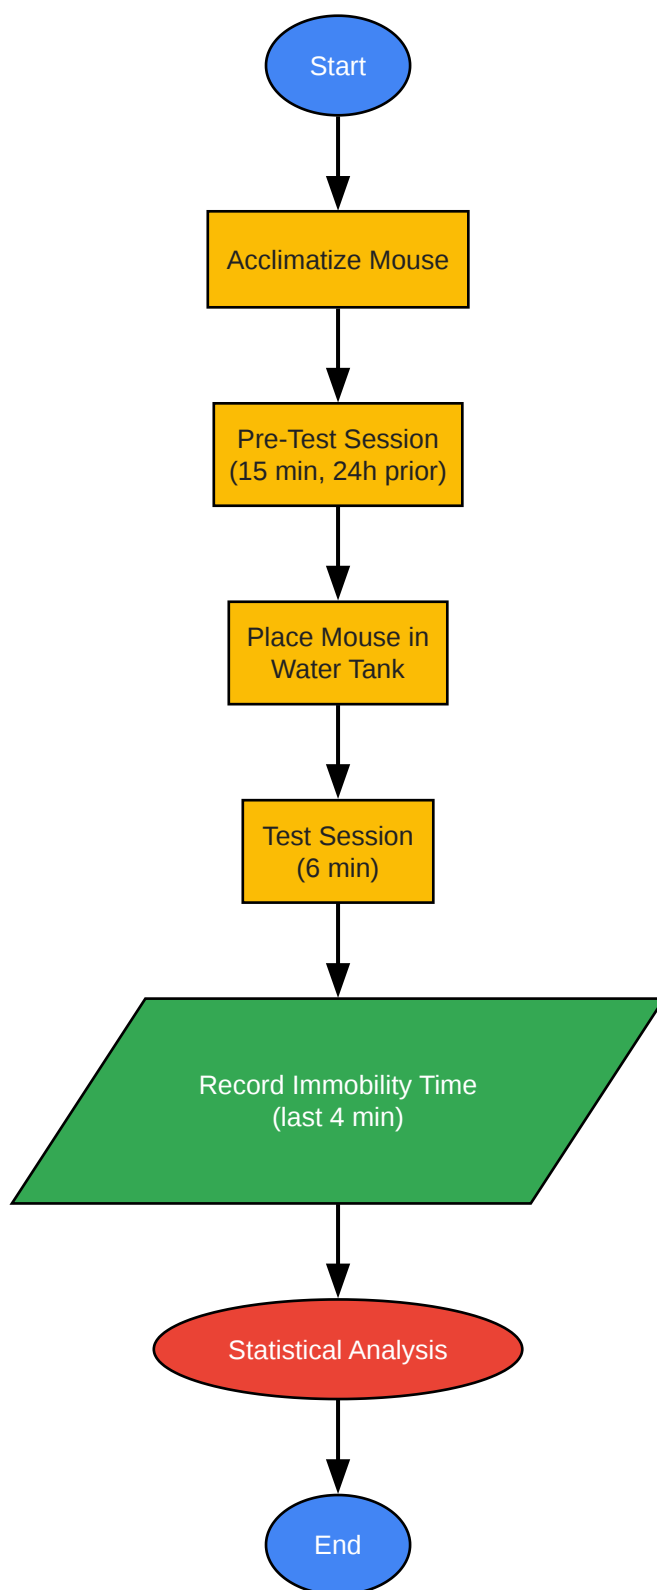 Start
Acclimatize Mouse
Pre-Test Session
(15 min, 24h prior)
Place Mouse in
Water Tank
Test Session
(6 min)
Record Immobility Time
(last 4 min)
Statistical Analysis
End